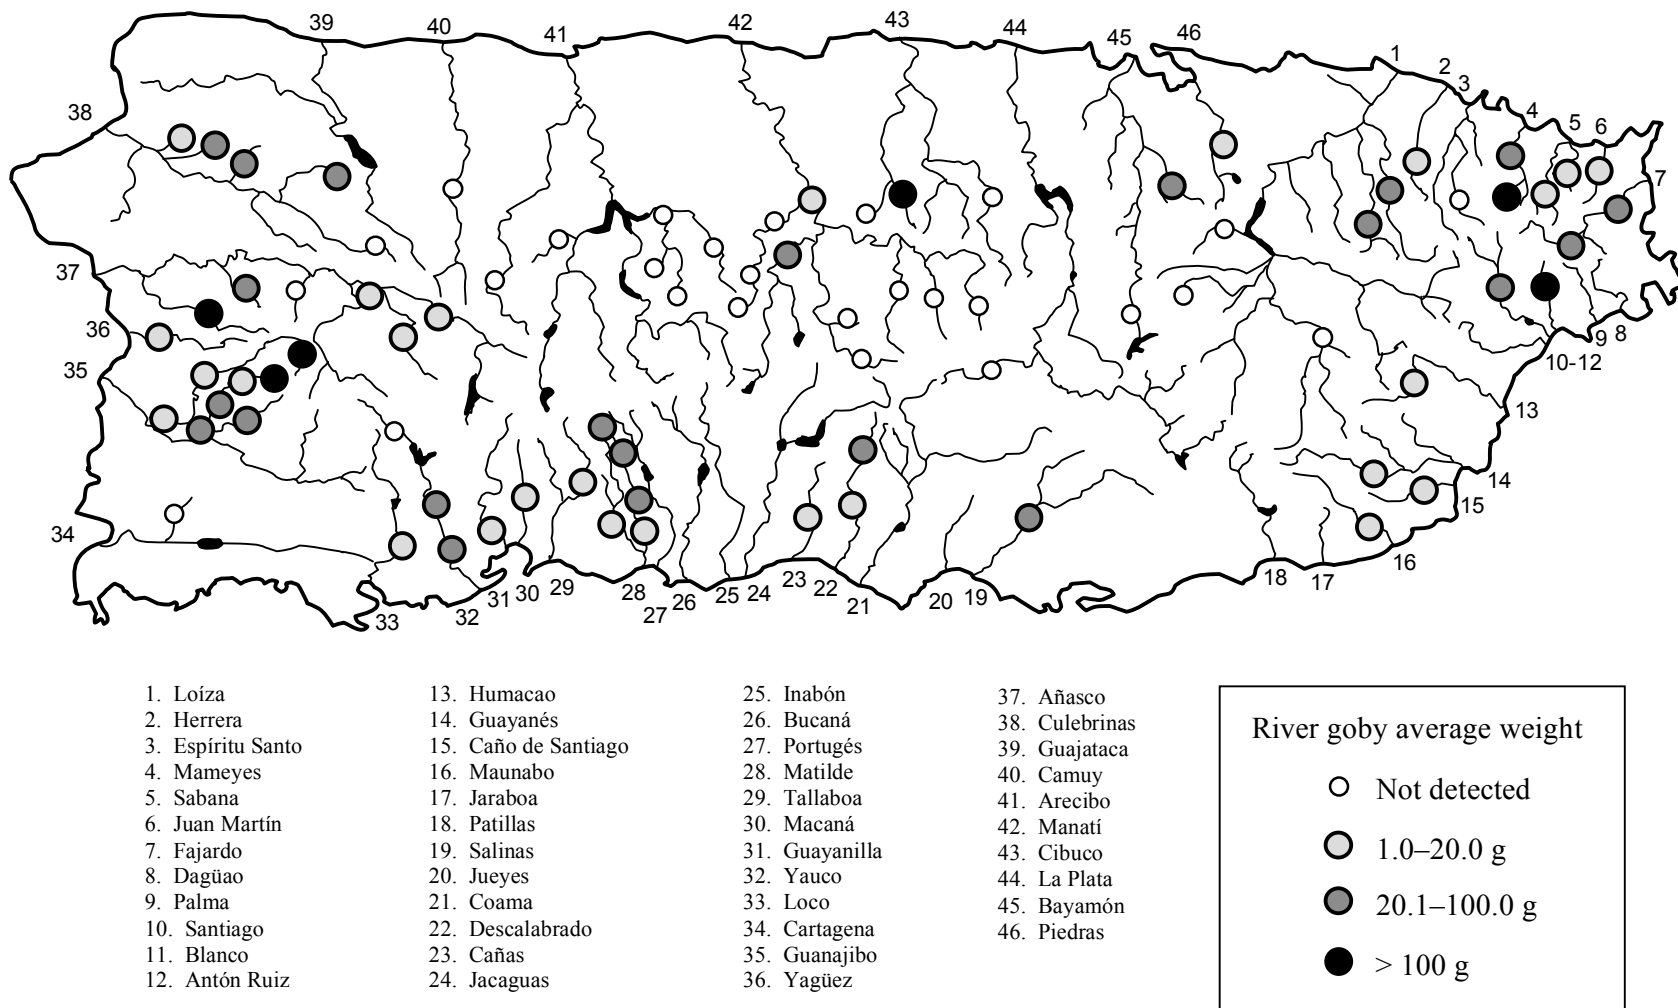 39
40
41
42
43
44
45
46
1
2
3
4
5
6
7
8
9
10-12
13
14
15
16
17
18
19
20
21
22
23
24
25
26
27
28
29
30
31
32
33
34
35
36
37
38
1. Loíza
2. Herrera
3. Espíritu Santo
4. Mameyes
5. Sabana
6. Juan Martín
7. Fajardo
8. Dagüao
9. Palma
10. Santiago
11. Blanco
12. Antón Ruiz
13. Humacao
14. Guayanés
15. Caño de Santiago
16. Maunabo
17. Jaraboa
18. Patillas
19. Salinas
20. Jueyes
21. Coama
22. Descalabrado
23. Cañas
24. Jacaguas
25. Inabón
26. Bucaná
27. Portugés
28. Matilde
29. Tallaboa
30. Macaná
31. Guayanilla
32. Yauco
33. Loco
34. Cartagena
35. Guanajibo
36. Yagüez
37. Añasco
38. Culebrinas
39. Guajataca
40. Camuy
41. Arecibo
42. Manatí
43. Cibuco
44. La Plata
45. Bayamón
46. Piedras
River goby average weight
Not detected
1.0–20.0 g
20.1–100.0 g
> 100 g